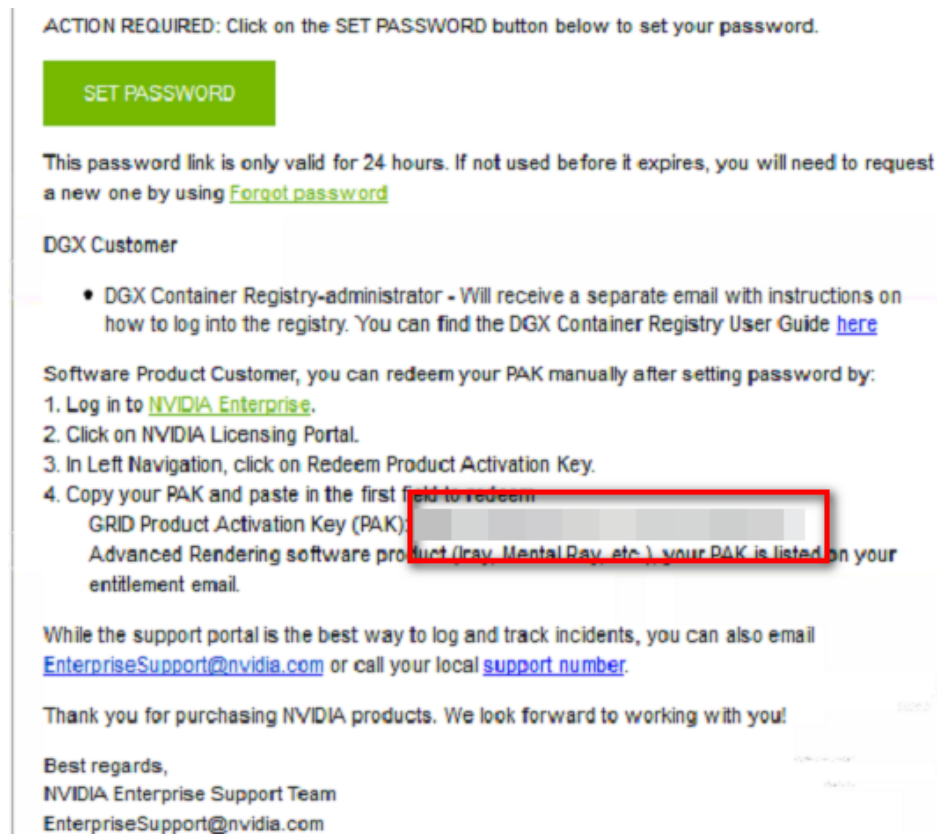 ACTION REQUIRED: Click on the SET PASSWORD button below to set your password.
SET PASSWORD
This password link is only valid for 24 hours. If not used before it expires, you will need to request
a new one by using Forgot password
DGX Customer
• DGX Container Registry-administrator - Will receive a separate email with instructions on
how to log into the registry. You can find the DGX Container Registry User Guide here
Software Product Customer, you can redeem your PAK manually after setting password by:
1. Log in to NVIDIA Enterprise.
2. Click on NVIDIA Licensing Portal.
3. In Left Navigation, click on Redeem Product Activation Key.
4. Copy your PAK and paste in the first field to redeem
GRID Product Activation Key (PAK):
Advanced Rendering software product (Iray, Mental Ray, etc.), your PAK is listed on your
entitlement email.
While the support portal is the best way to log and track incidents, you can also email
EnterpriseSupport@nvidia.com or call your local support number.
Thank you for purchasing NVIDIA products. We look forward to working with you!
Best regards,
NVIDIA Enterprise Support Team
EnterpriseSupport@nvidia.com